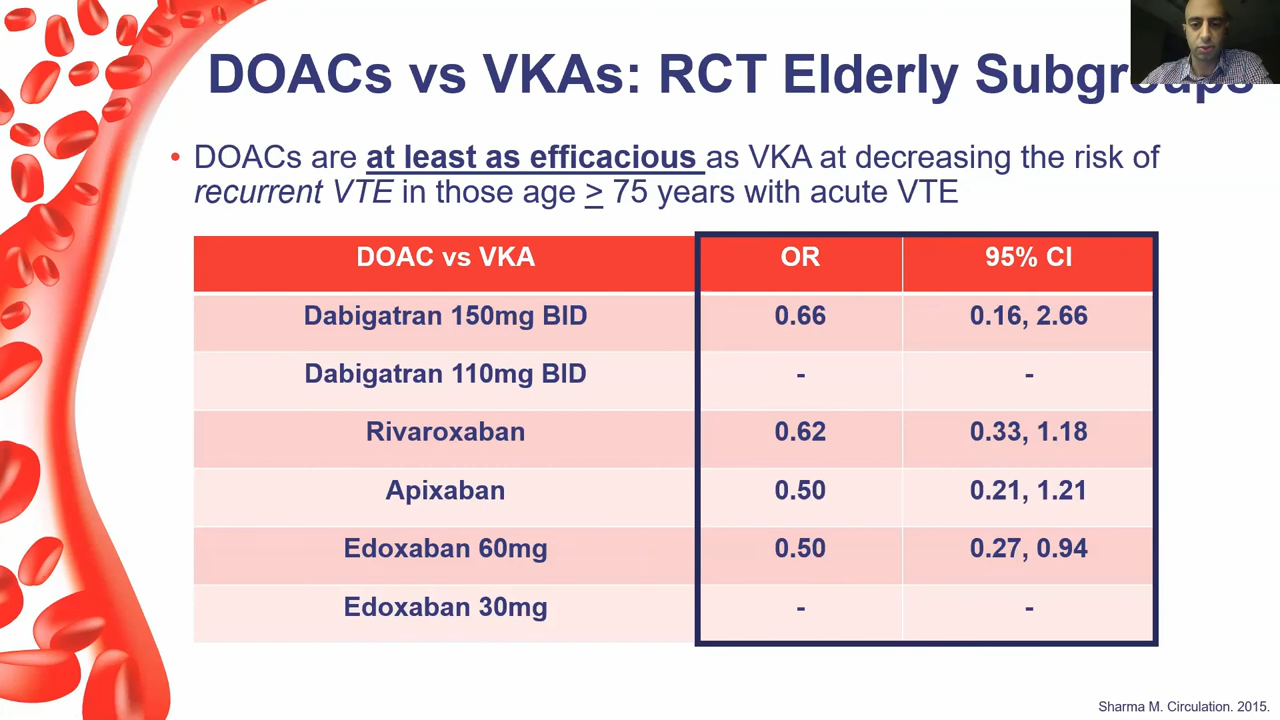 DOACs vs VKAs: RCT Elderly Subgroups
• DOACs are at least as efficacious as VKA at decreasing the risk of
recurrent VTE in those age > 75 years with acute VTE
DOAC vs VKA OR 95% CI
Dabigatran 150mg BID 0.66 0.16, 2.66
Dabigatran 110mg BID - -
Rivaroxaban 0.62 0.33, 1.18
Apixaban 0.50 0.21, 1.21
Edoxaban 60mg 0.50 0.27, 0.94
Edoxaban 30mg - -
Sharma M. Circulation. 2015.